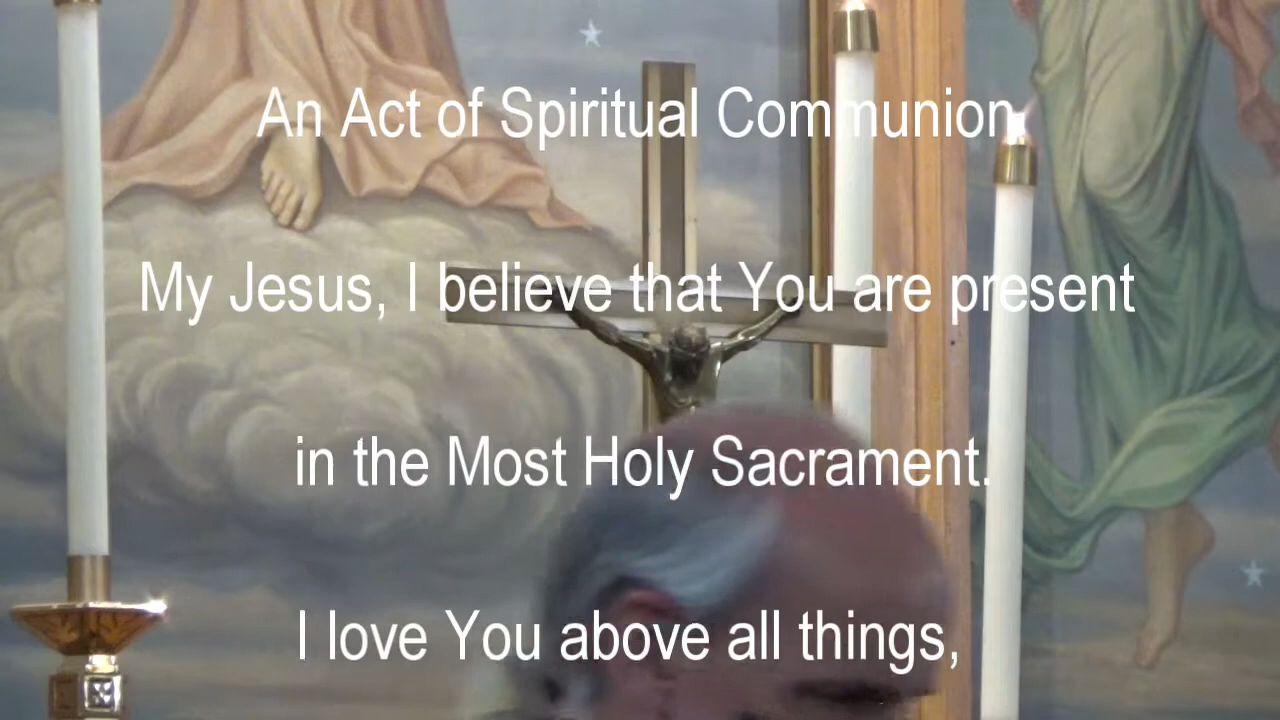 An Act of Spiritual Communion
My Jesus, I believe that You are present
in the Most Holy Sacrament.
I love You above all things,